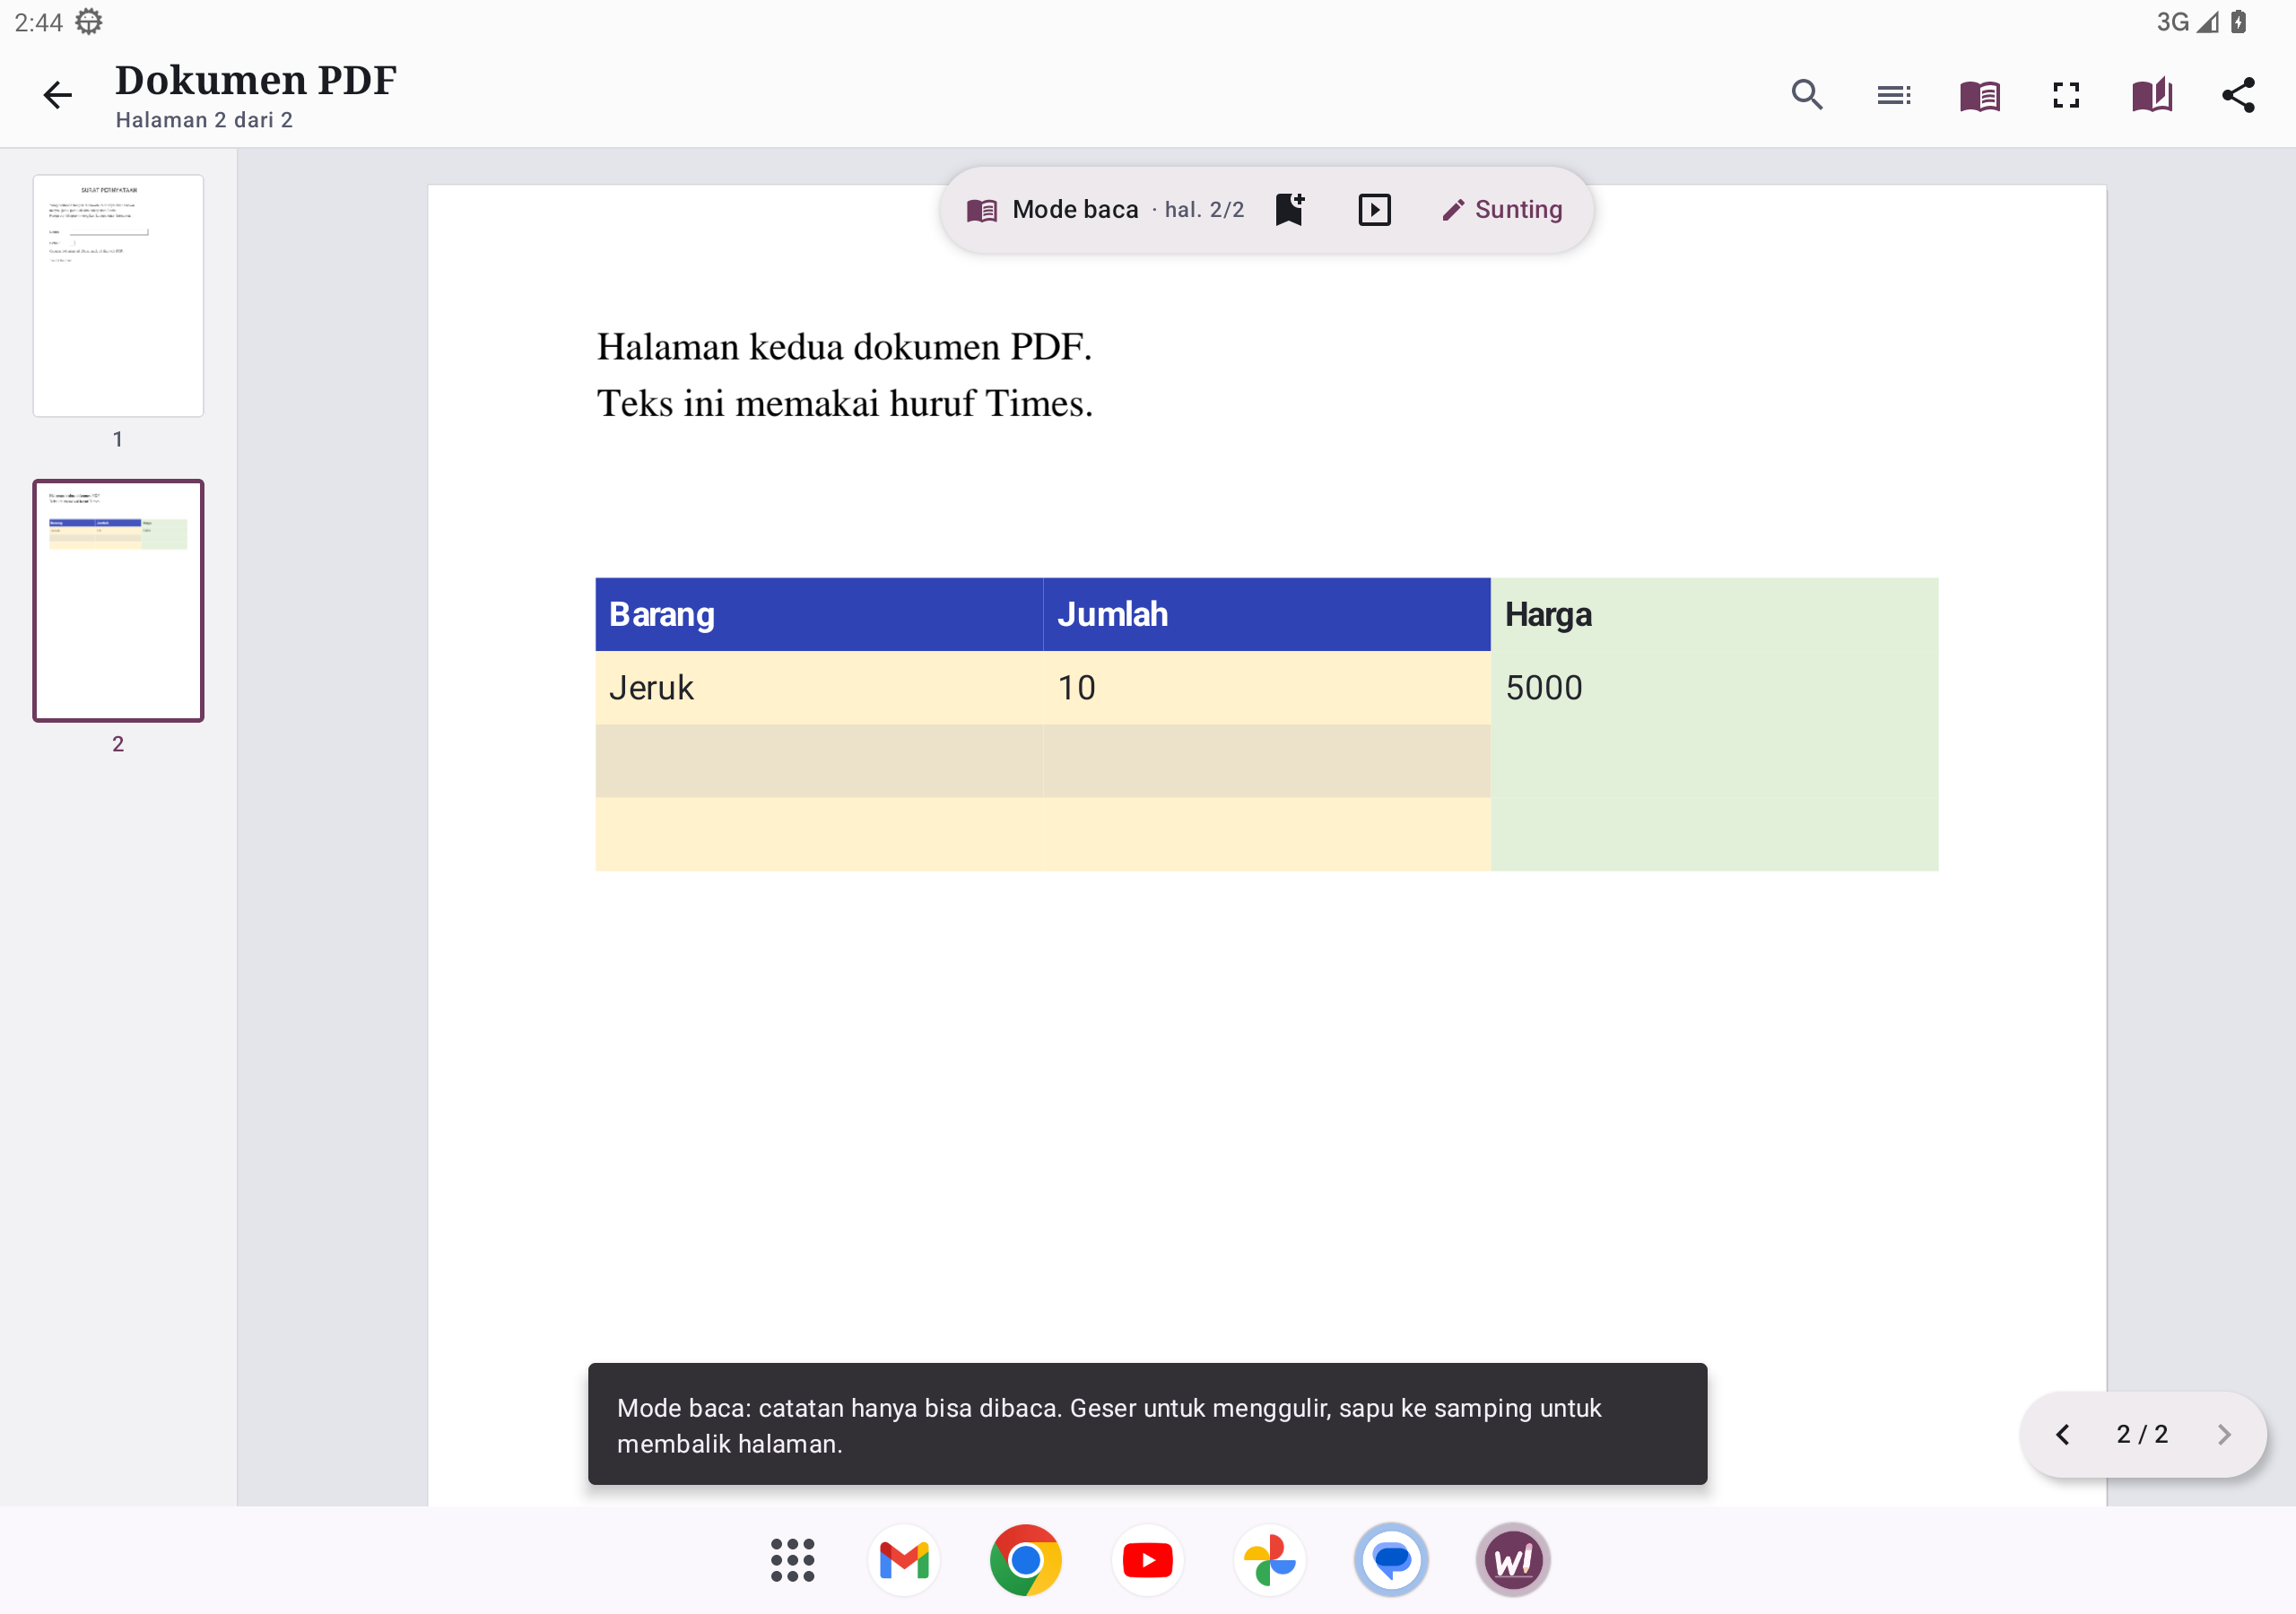 2:44
3G
Dokumen PDF
Halaman 2 dari 2
Mode baca · hal. 2/2
Sunting
SURAT PERNYATAAN
1
2
Halaman kedua dokumen PDF.
Teks ini memakai huruf Times.
Barang Jumlah Harga
Jeruk 10 5000
Mode baca: catatan hanya bisa dibaca. Geser untuk menggulir, sapu ke samping untuk
membalik halaman.
2 / 2